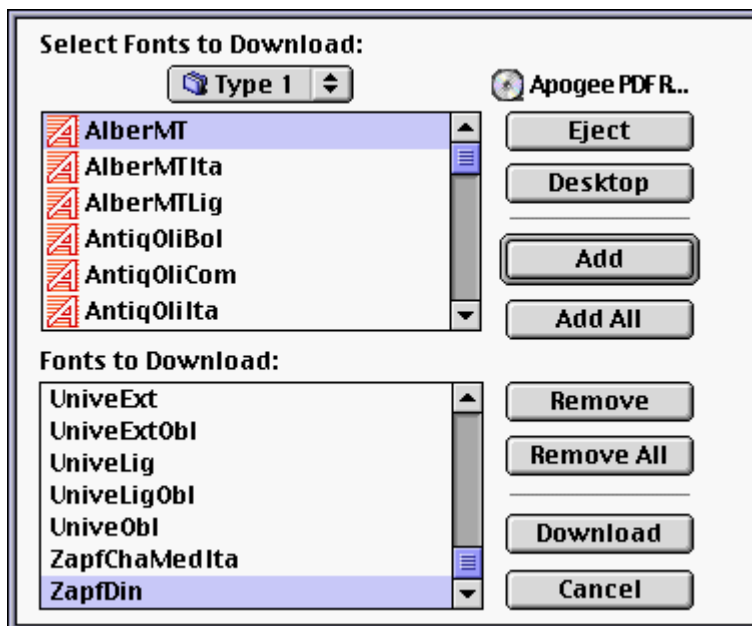 Select Fonts to Download:
Type 1
Apogee PDF R...
AlberMT
AlberMTIta
AlberMTLig
AntiqOliBol
AntiqOliCom
AntiqOliIta
Eject
Desktop
Add
Add All
Fonts to Download:
UniveExt
UniveExtObl
UniveLig
UniveLigObl
UniveObl
ZapfChaMedIta
ZapfDin
Remove
Remove All
Download
Cancel